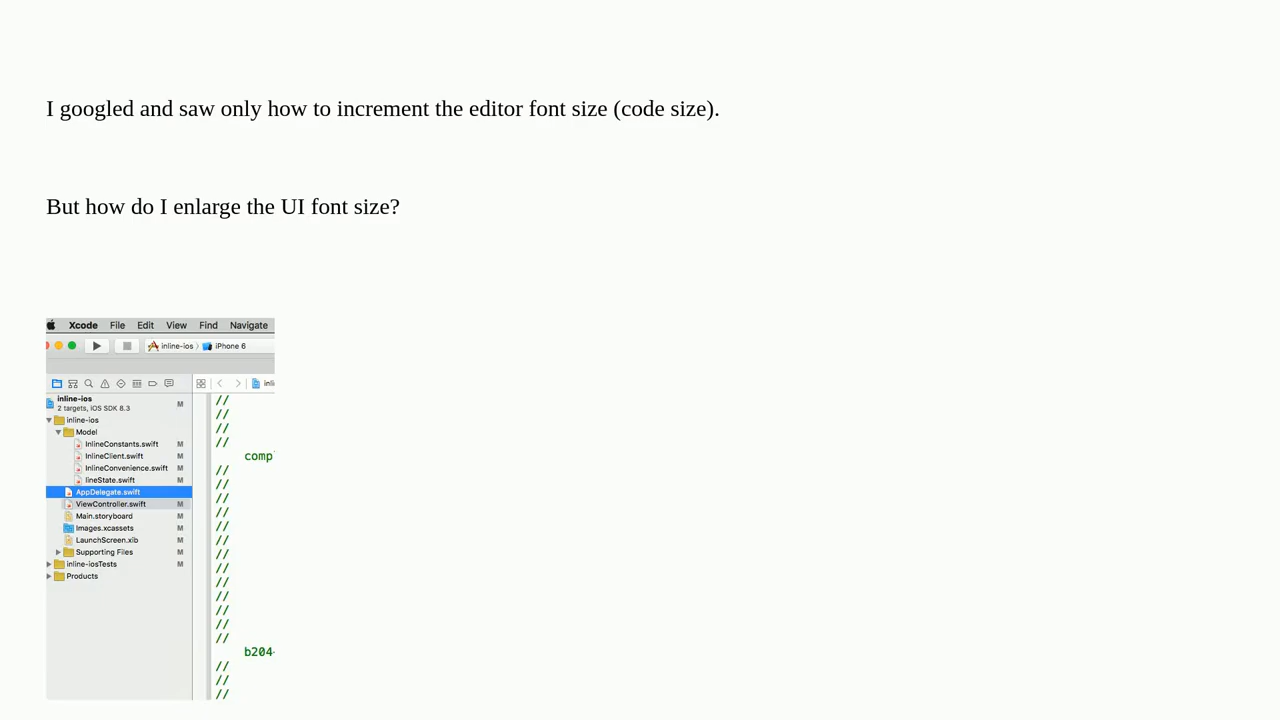 I googled and saw only how to increment the editor font size (code size).
But how do I enlarge the UI font size?
Xcode File Edit View Find Navigate
inline-ios iPhone 6
inli
inline-ios
2 targets, iOS SDK 8.3 M
inline-ios
Model
InlineConstants.swift M
InlineClient.swift M
InlineConvenience.swift M
lineState.swift M
AppDelegate.swift
ViewController.swift M
Main.storyboard M
Images.xcassets M
LaunchScreen.xib M
Supporting Files M
inline-iosTests M
Products
//
//
//
//
comp
//
//
//
//
//
//
//
//
//
//
//
//
//
b204
//
//
//